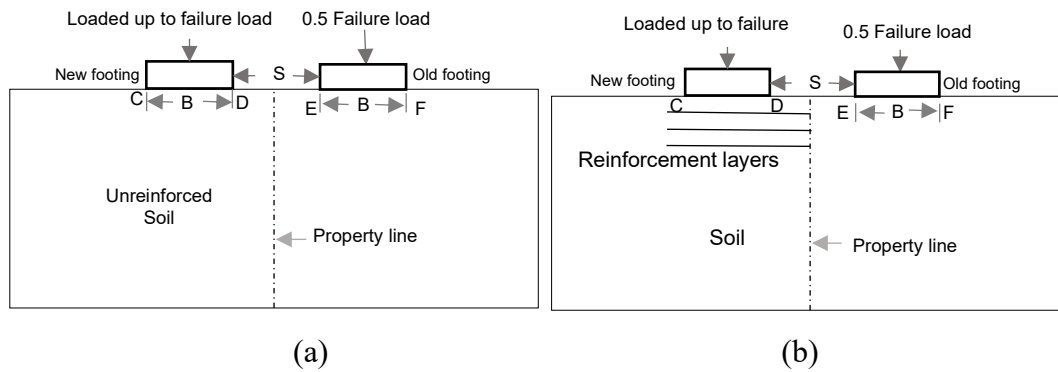 Loaded up to failure load
0.5 Failure load
New footing
S
Old footing
C
B
D
E
B
F
Unreinforced
Soil
Property line
(a)
Loaded up to failure
0.5 Failure load
New footing
S
Old footing
C
D
E
B
F
Reinforcement layers
Soil
Property line
(b)